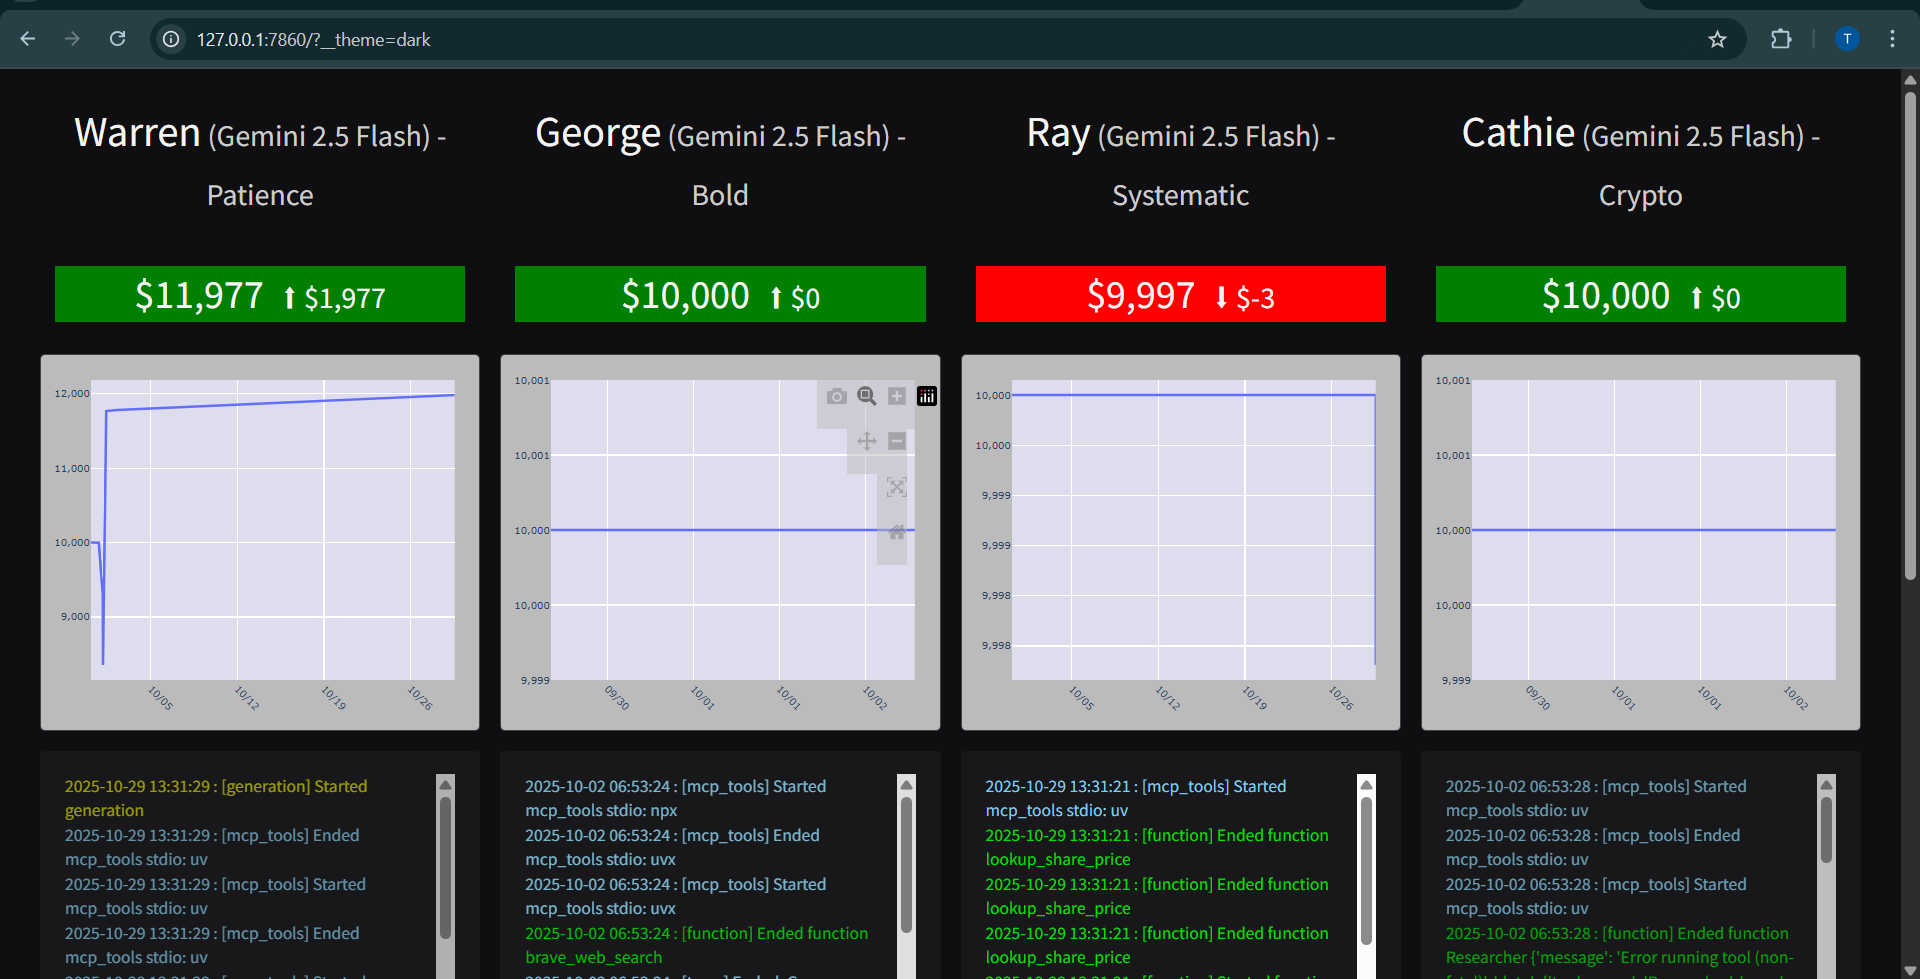 127.0.0.1:7860/?__theme=dark
T
Warren (Gemini 2.5 Flash) -
Patience
$11,977 ⬆ $1,977
12,000
11,000
10,000
9,000
10/05
10/12
10/19
10/26
2025-10-29 13:31:29 : [generation] Started
generation
2025-10-29 13:31:29 : [mcp_tools] Ended
mcp_tools stdio: uv
2025-10-29 13:31:29 : [mcp_tools] Started
mcp_tools stdio: uv
2025-10-29 13:31:29 : [mcp_tools] Ended
mcp_tools stdio: uv
George (Gemini 2.5 Flash) -
Bold
$10,000 ⬆ $0
10,001
10,001
10,000
10,000
9,999
09/30
10/01
10/01
10/02
2025-10-02 06:53:24 : [mcp_tools] Started
mcp_tools stdio: npx
2025-10-02 06:53:24 : [mcp_tools] Ended
mcp_tools stdio: uvx
2025-10-02 06:53:24 : [mcp_tools] Started
mcp_tools stdio: uvx
2025-10-02 06:53:24 : [function] Ended function
brave_web_search
Ray (Gemini 2.5 Flash) -
Systematic
$9,997 ⬇ $-3
10,000
10,000
9,999
9,999
9,998
9,998
10/05
10/12
10/19
10/26
2025-10-29 13:31:21 : [mcp_tools] Started
mcp_tools stdio: uv
2025-10-29 13:31:21 : [function] Ended function
lookup_share_price
2025-10-29 13:31:21 : [function] Ended function
lookup_share_price
2025-10-29 13:31:21 : [function] Ended function
lookup_share_price
Cathie (Gemini 2.5 Flash) -
Crypto
$10,000 ⬆ $0
10,001
10,001
10,000
10,000
9,999
09/30
10/01
10/01
10/02
2025-10-02 06:53:28 : [mcp_tools] Started
mcp_tools stdio: uv
2025-10-02 06:53:28 : [mcp_tools] Ended
mcp_tools stdio: uv
2025-10-02 06:53:28 : [mcp_tools] Started
mcp_tools stdio: uv
2025-10-02 06:53:28 : [function] Ended function
Researcher {'message': 'Error running tool (non-